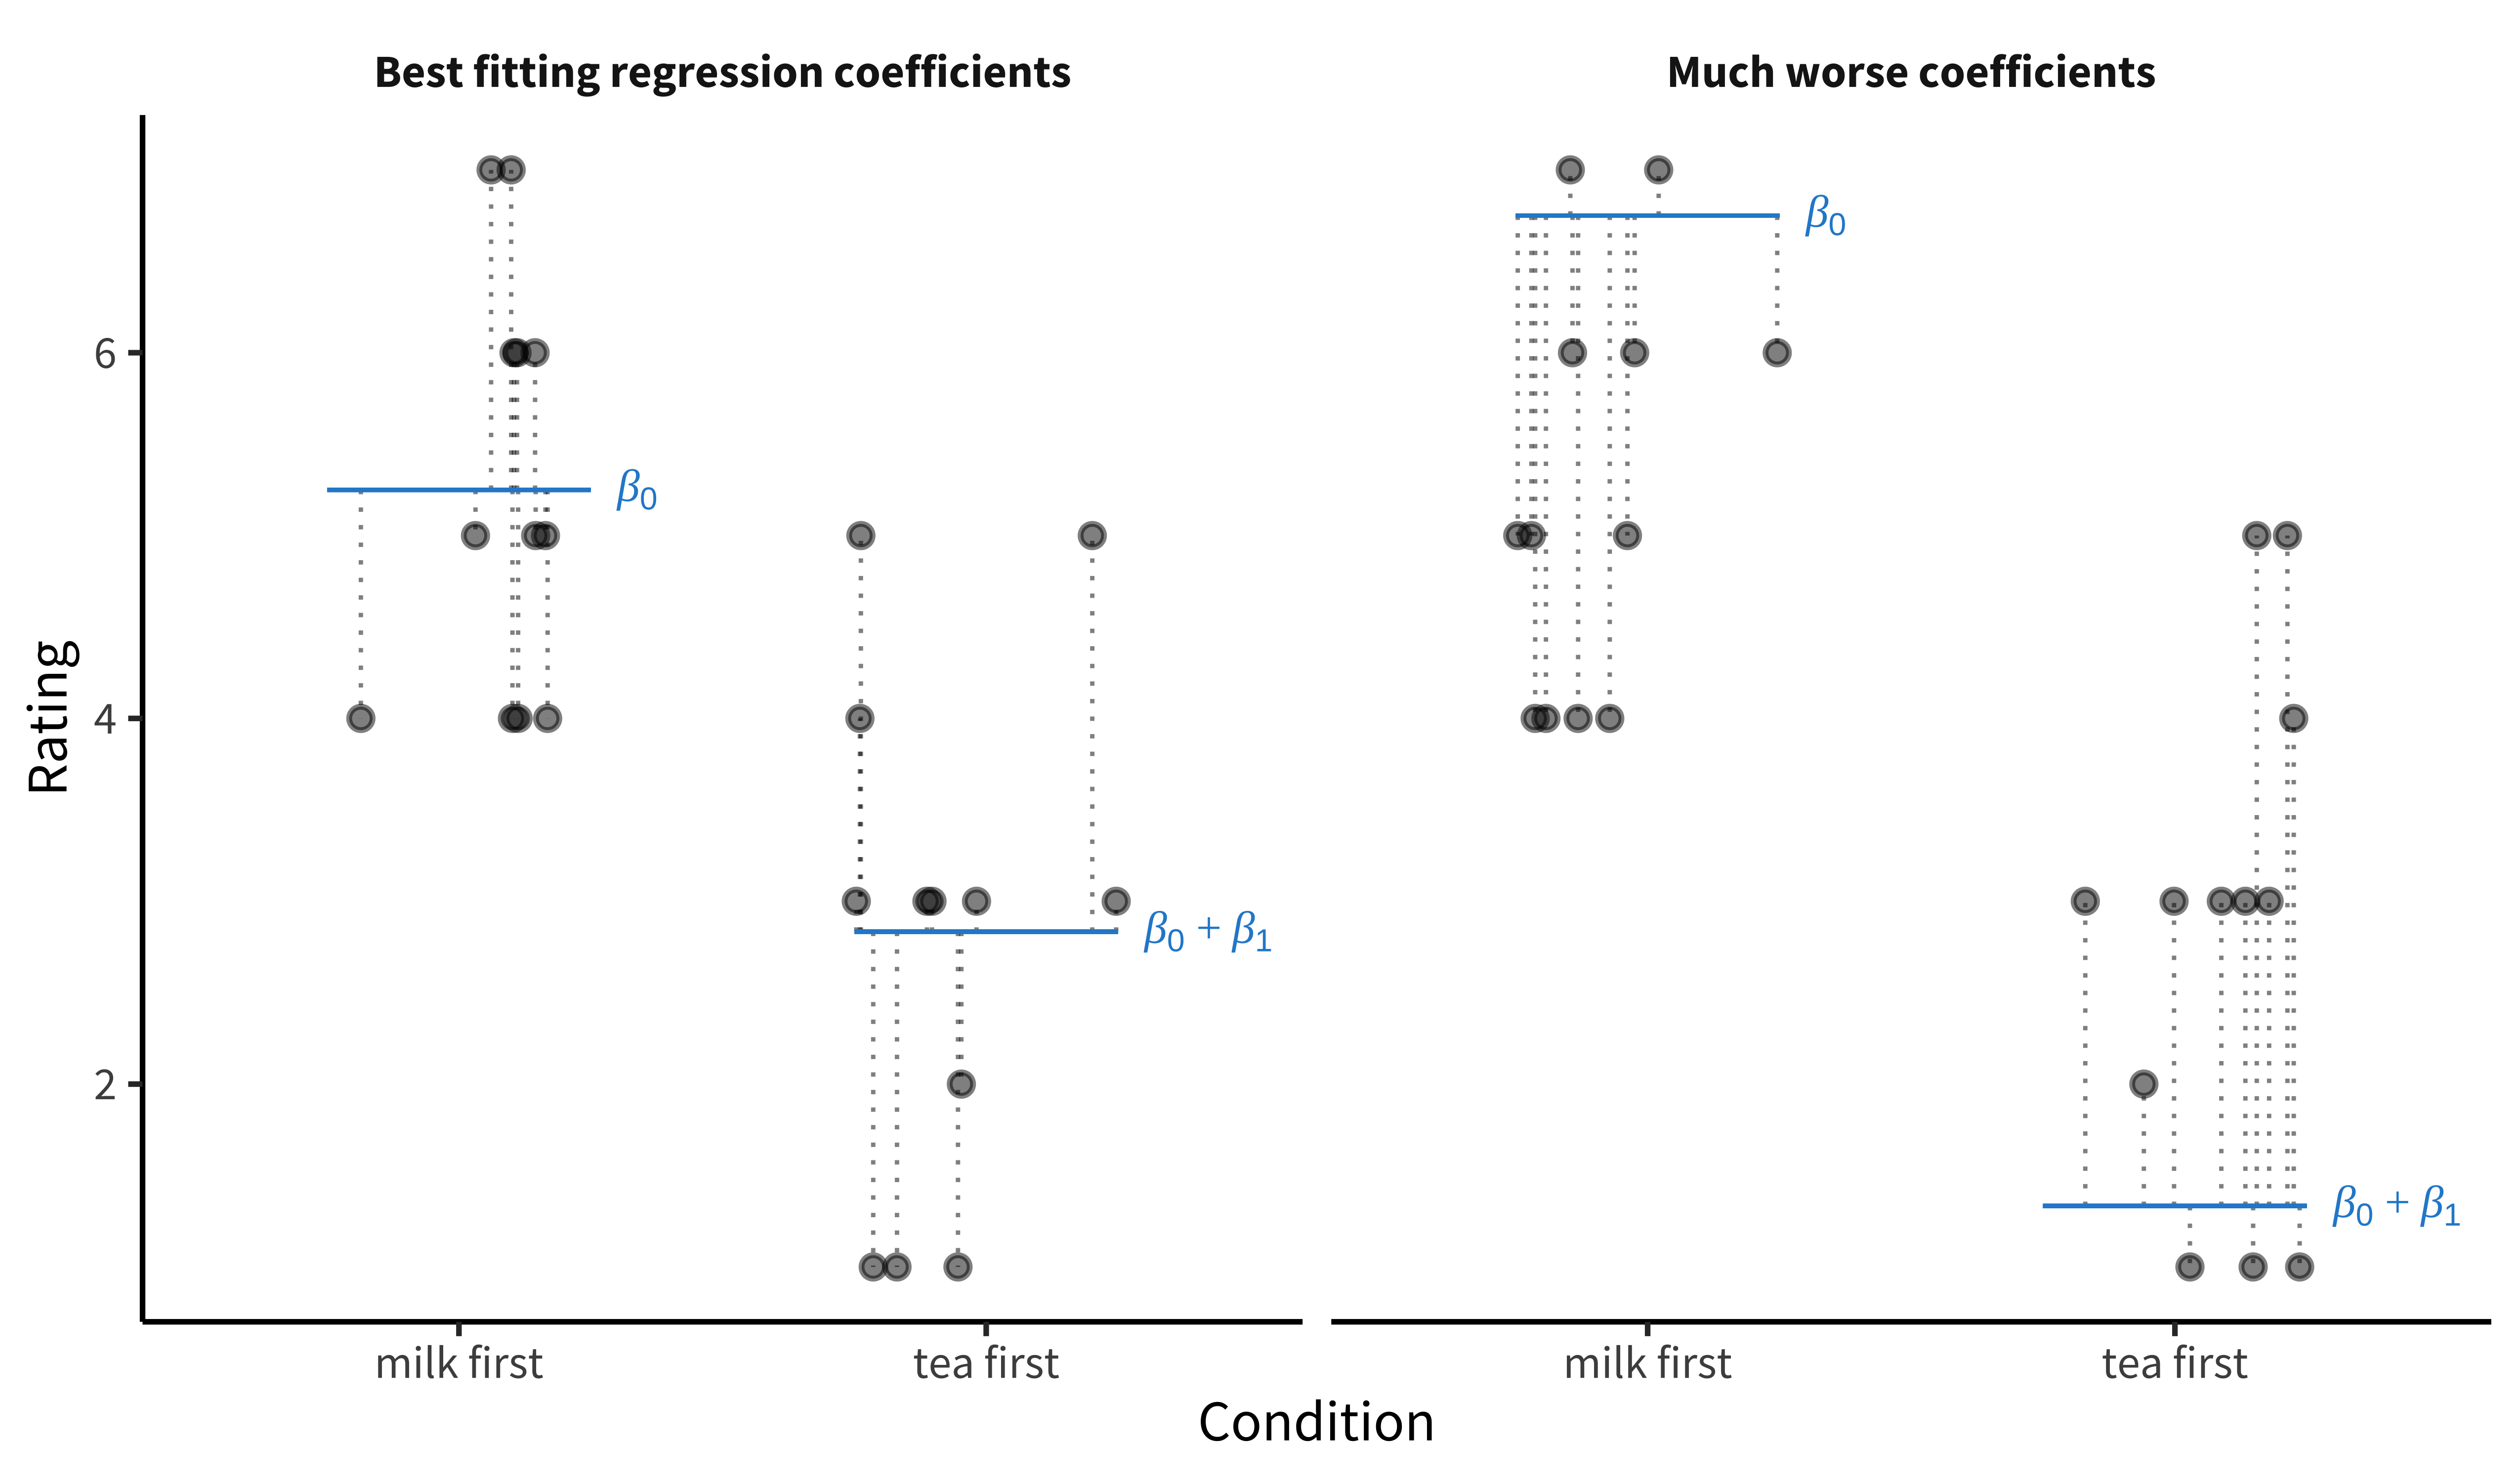 Best fitting regression coefficients
Much worse coefficients
Rating
6
4
2
β0
β0 + β1
β0
β0 + β1
milk first
tea first
milk first
tea first
Condition